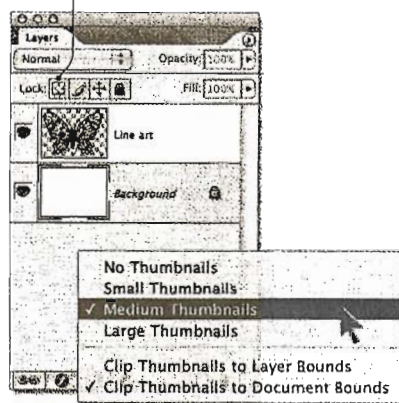 Layers
Normal Opacity: 100%
Lock: Fill: 100%
Line art
Background
No Thumbnails
Small Thumbnails
✓ Medium Thumbnails
Large Thumbnails
Clip Thumbnails to Layer Bounds
✓ Clip Thumbnails to Document Bounds